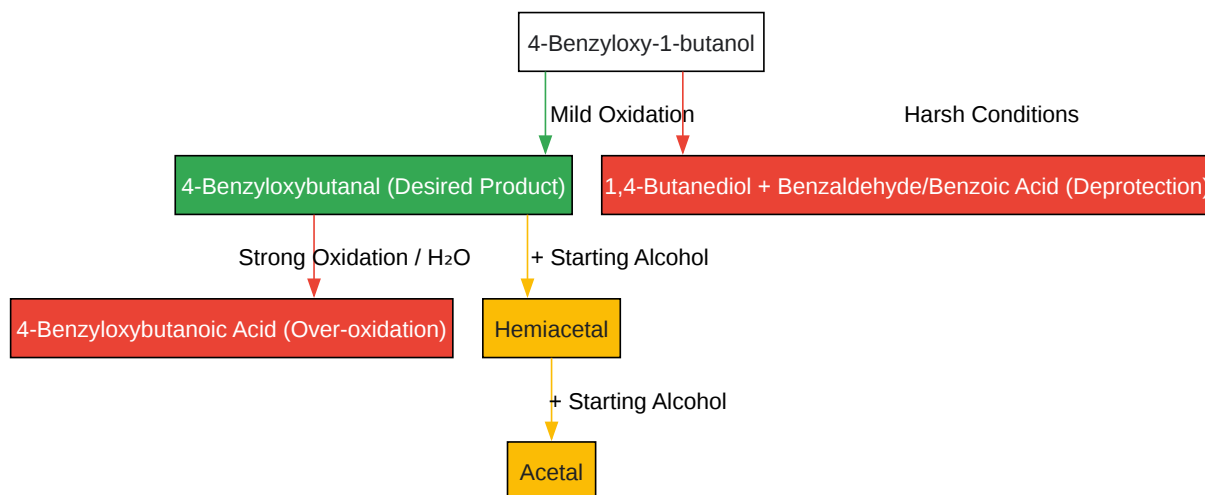 4-Benzyloxy-1-butanol
Mild Oxidation
Harsh Conditions
4-Benzyloxybutanal (Desired Product)
1,4-Butanediol + Benzaldehyde/Benzoic Acid (Deprotection)
Strong Oxidation / H₂O
+ Starting Alcohol
4-Benzyloxybutanoic Acid (Over-oxidation)
Hemiacetal
+ Starting Alcohol
Acetal